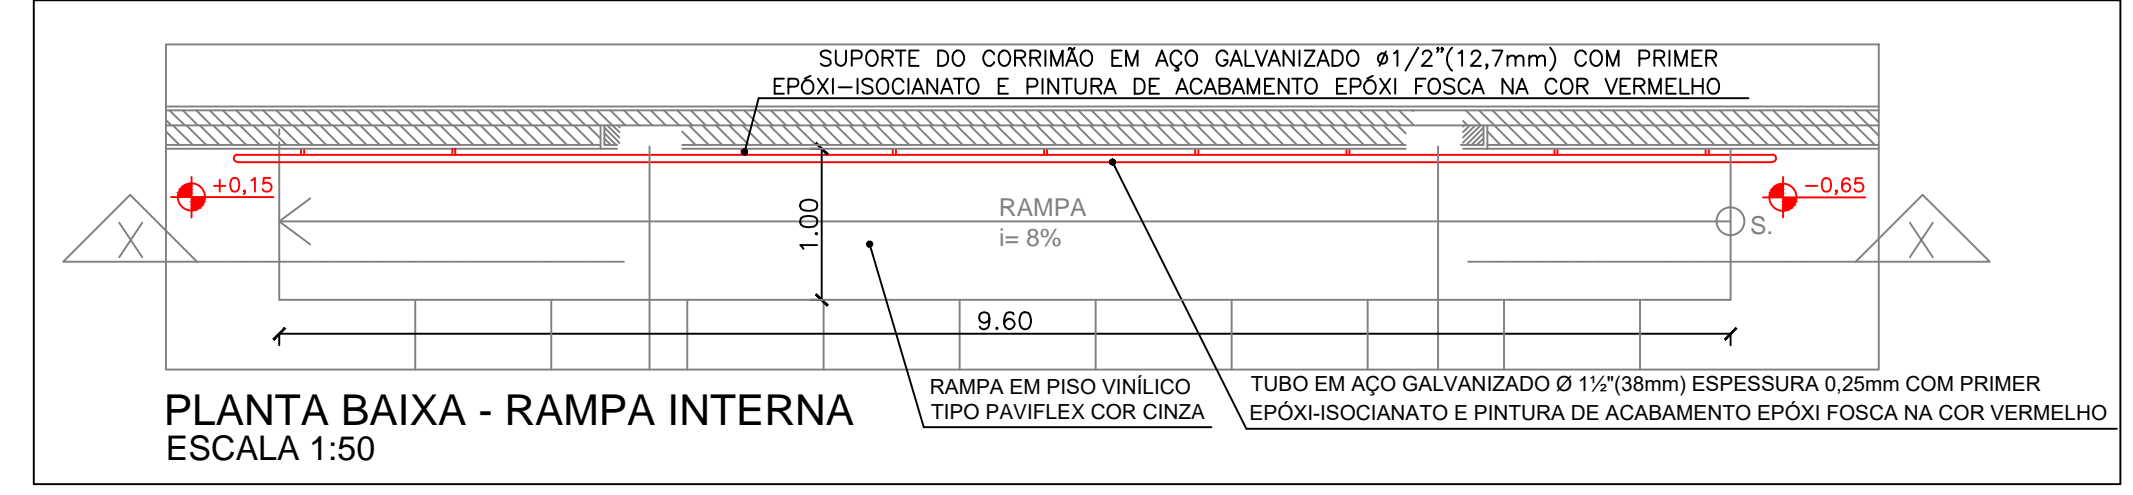 SUPORTE DO CORRIMÃO EM AÇO GALVANIZADO ø1/2”(12,7mm) COM PRIMER
EPÓXI–ISOCIANATO E PINTURA DE ACABAMENTO EPÓXI FOSCA NA COR VERMELHO
+0,15
−0,65
X
1.00
RAMPA
i= 8%
S.
X
9.60
RAMPA EM PISO VINÍLICO
TIPO PAVIFLEX COR CINZA
TUBO EM AÇO GALVANIZADO Ø 1½"(38mm) ESPESSURA 0,25mm COM PRIMER
EPÓXI-ISOCIANATO E PINTURA DE ACABAMENTO EPÓXI FOSCA NA COR VERMELHO
PLANTA BAIXA - RAMPA INTERNA
ESCALA 1:50